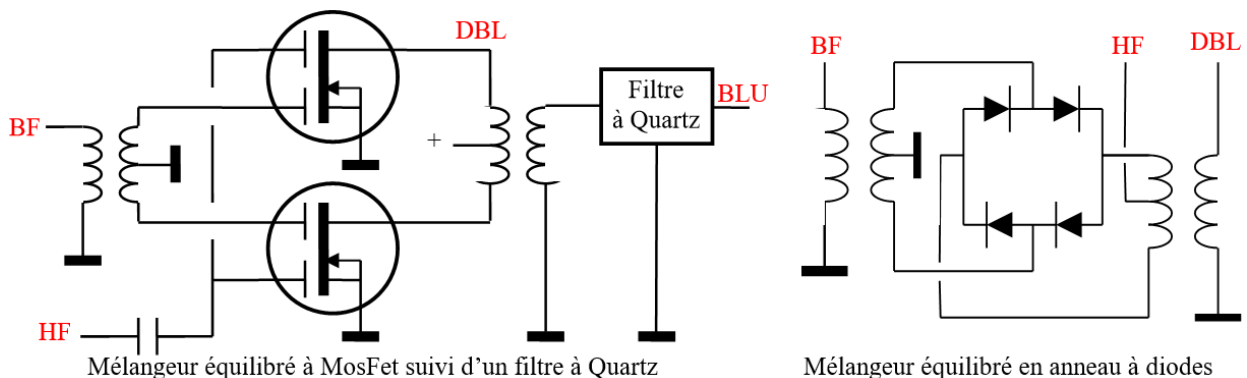 DBL
BF
+
Filtre
à Quartz
BLU
HF
Mélangeur équilibré à MosFet suivi d'un filtre à Quartz
BF
HF
DBL
Mélangeur équilibré en anneau à diodes